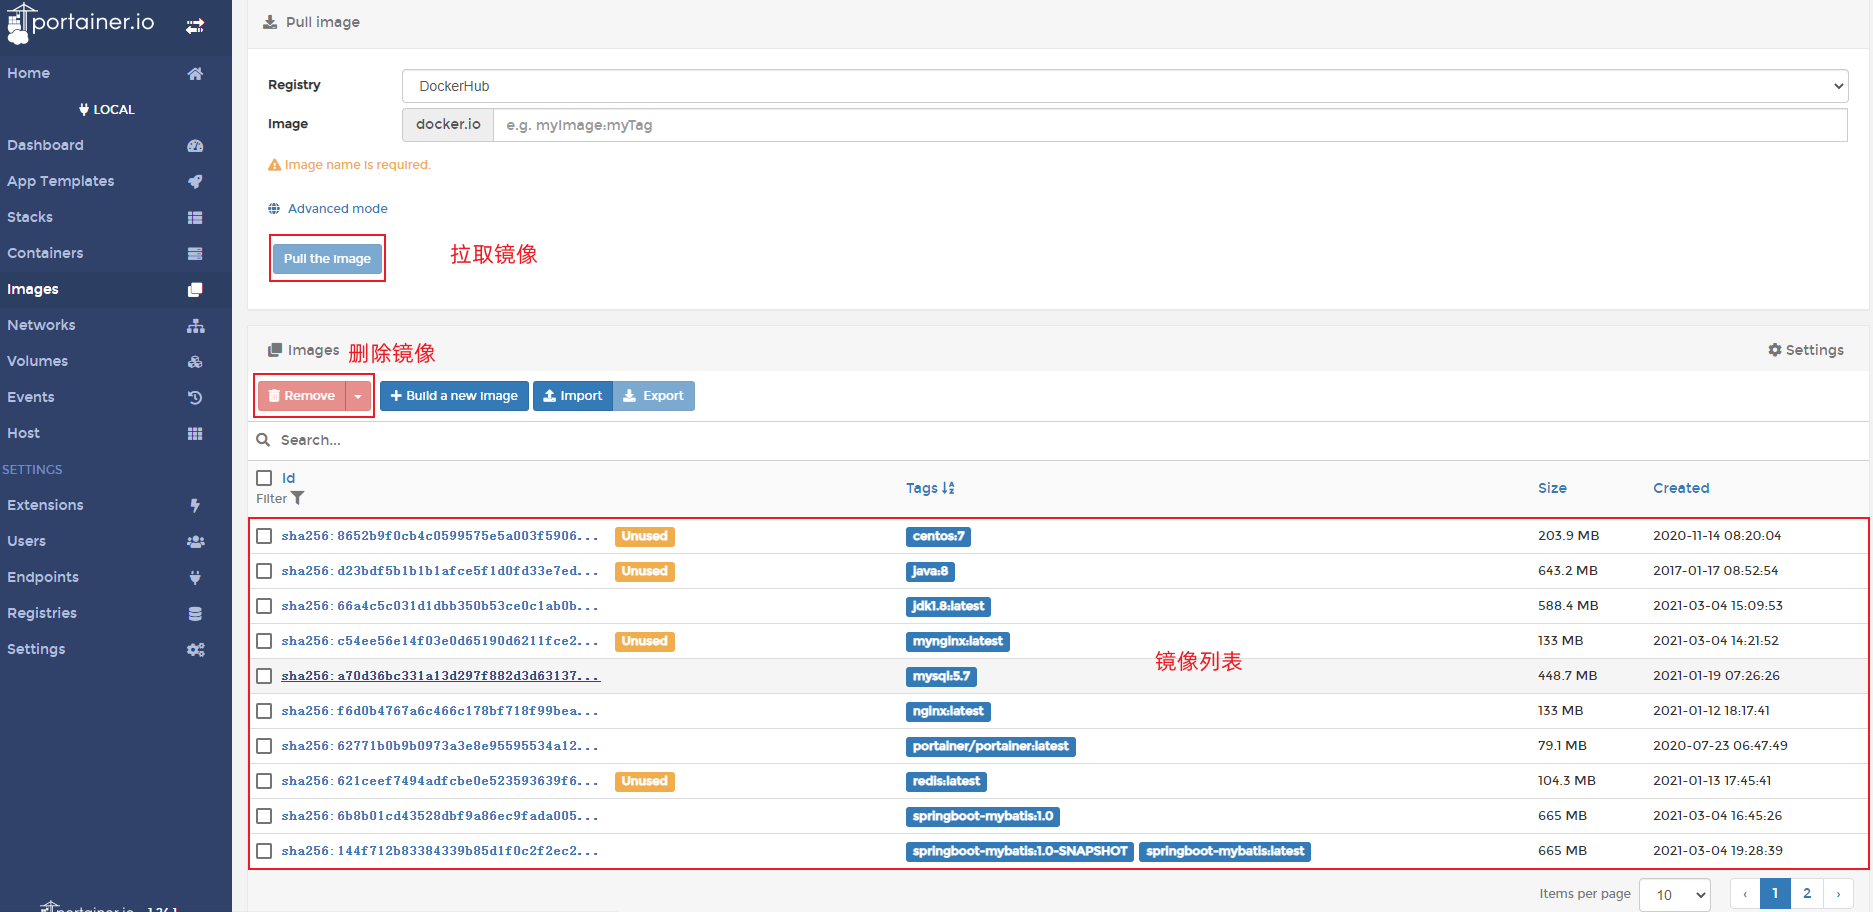 portainer.io
Home
LOCAL
Dashboard
App Templates
Stacks
Containers
Images
Networks
Volumes
Events
Host
SETTINGS
Extensions
Users
Endpoints
Registries
Settings
Pull image
Registry DockerHub
Image docker.io e.g. myImage:myTag
Image name is required.
Advanced mode
Pull the image 拉取镜像
Images 删除镜像 Settings
Remove Build a new image Import Export
Search...
Id
Filter
Tags Size Created
sha256:8652b9f0cb4c0599575e5a003f5906... Unused centos:7 203.9 MB 2020-11-14 08:20:04
sha256:d23bdf5b1b1b1afce5f1d0fd33e7ed... Unused java:8 643.2 MB 2017-01-17 08:52:54
sha256:66a4c5c031d1dbb350b53ce0c1ab0b... jdk1.8:latest 588.4 MB 2021-03-04 15:09:53
sha256:c54ee56e14f03e0d65190d6211fce2... Unused mynginx:latest 133 MB 2021-03-04 14:21:52
镜像列表
sha256:a70d36bc331a13d297f882d3d63137... mysql:5.7 448.7 MB 2021-01-19 07:26:26
sha256:f6d0b4767a6c466c178bf718f99bea... nginx:latest 133 MB 2021-01-12 18:17:41
sha256:62771b0b9b0973a3e8e95595534a12... portainer/portainer:latest 79.1 MB 2020-07-23 06:47:49
sha256:621ceef7494adfcbe0e523593639f6... Unused redis:latest 104.3 MB 2021-01-13 17:45:41
sha256:6b8b01cd43528dbf9a86ec9fada005... springboot-mybatis:1.0 665 MB 2021-03-04 16:45:26
sha256:144f712b83384339b85d1f0c2f2ec2... springboot-mybatis:1.0-SNAPSHOT springboot-mybatis:latest 665 MB 2021-03-04 19:28:39
Items per page 10 ‹ 1 2 ›
portainer.io 1.24.1